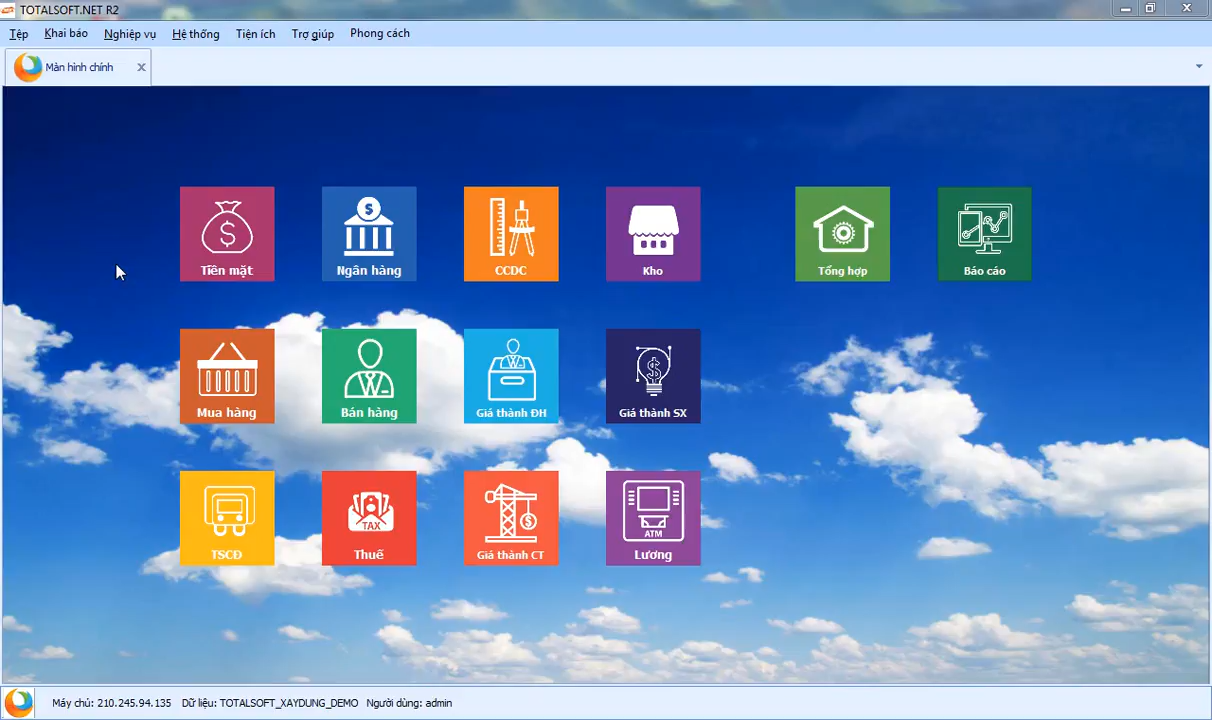 TOTALSOFT.NET R2
Tệp Khai báo Nghiệp vụ Hệ thống Tiện ích Trợ giúp Phong cách
Màn hình chính
Tiền mặt Ngân hàng CCDC Kho Tổng hợp Báo cáo
Mua hàng Bán hàng Giá thành ĐH Giá thành SX
TSCĐ TAX Thuế Giá thành CT ATM Lương
Máy chủ: 210.245.94.135 Dữ liệu: TOTALSOFT_XAYDUNG_DEMO Người dùng: admin